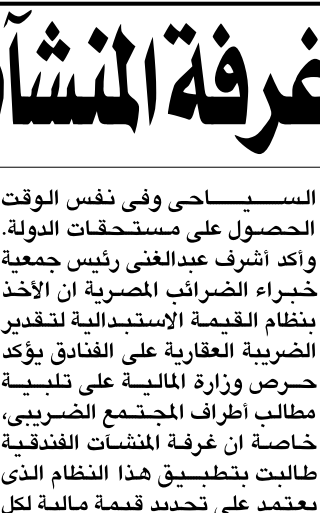 غرفة المنشآ
السياحى وفى نفس الوقت
الحصول على مستحقات الدولة.
وأكد أشرف عبدالغنى رئيس جمعية
خبراء الضرائب المصرية ان الأخذ
بنظام القيمة الاستبدالية لتقدير
الضريبة العقارية على الفنادق يؤكد
حرص وزارة المالية على تلبية
مطالب أطراف المجتمع الضريبى،
خاصة ان غرفة المنشآت الفندقية
طالبت بتطبيق هذا النظام الذى
يعتمد على تحديد قيمة مالية لكل